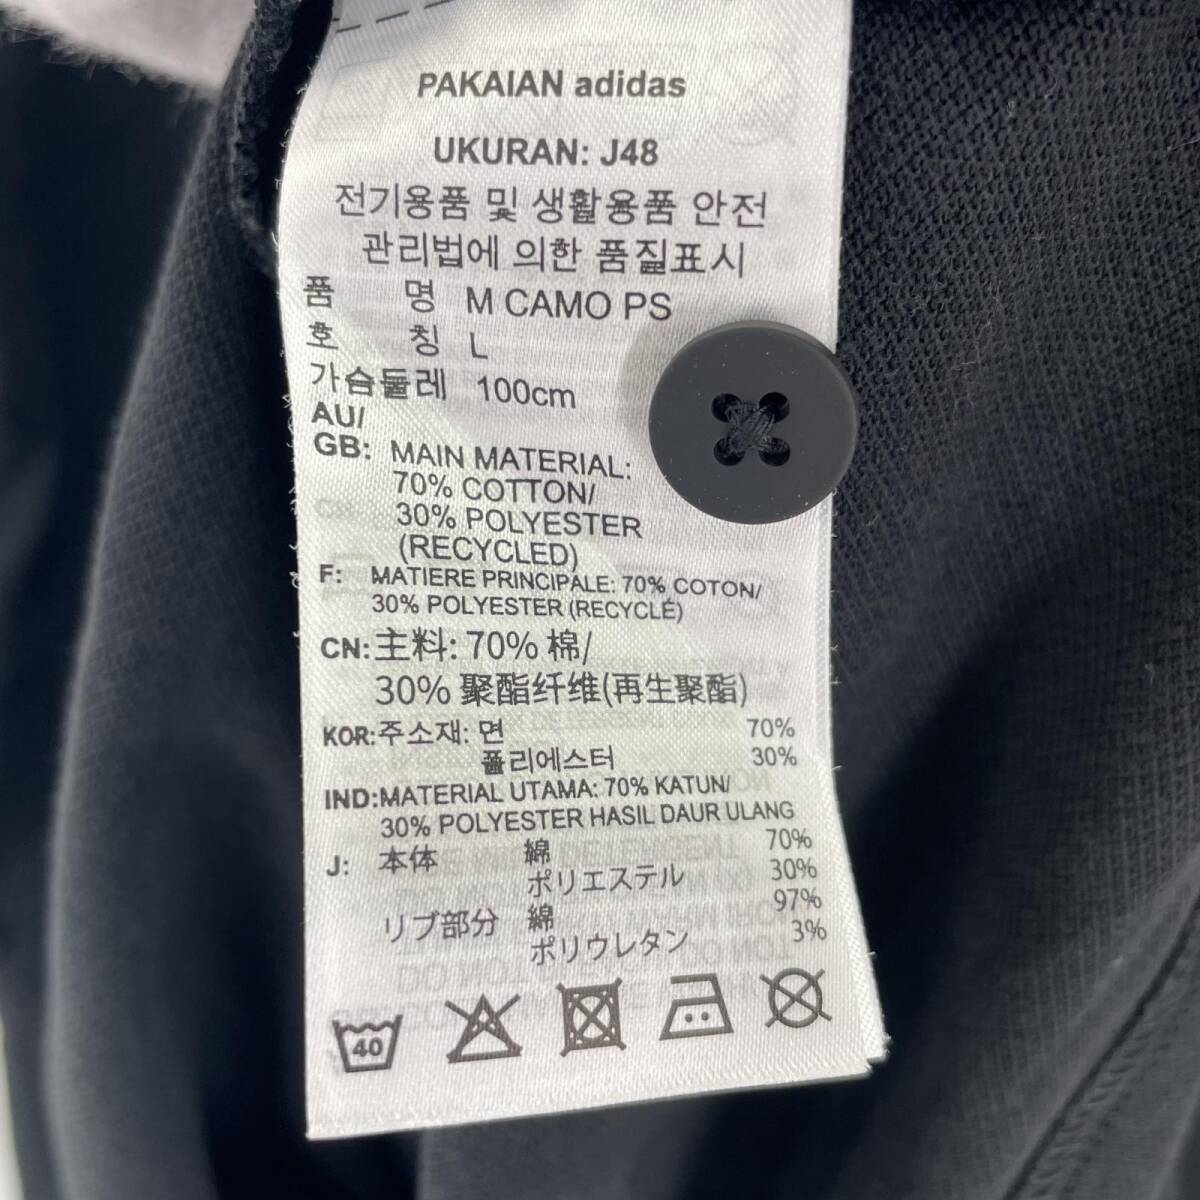 PAKAIAN adidas
UKURAN: J48
전기용품 및 생활용품 안전
관리법에 의한 품질표시
품 명 M CAMO PS
호 칭 L
가슴둘레 100cm
AU/
GB: MAIN MATERIAL:
70% COTTON/
30% POLYESTER
(RECYCLED)
F: MATIERE PRINCIPALE: 70% COTON/
30% POLYESTER (RECYCLÉ)
CN: 主料: 70% 棉/
30% 聚酯纤维(再生聚酯)
KOR: 주소재: 면 70%
폴리에스터 30%
IND: MATERIAL UTAMA: 70% KATUN/
30% POLYESTER HASIL DAUR ULANG
J: 本体 綿 70%
ポリエステル 30%
リブ部分 綿 97%
ポリウレタン 3%
40